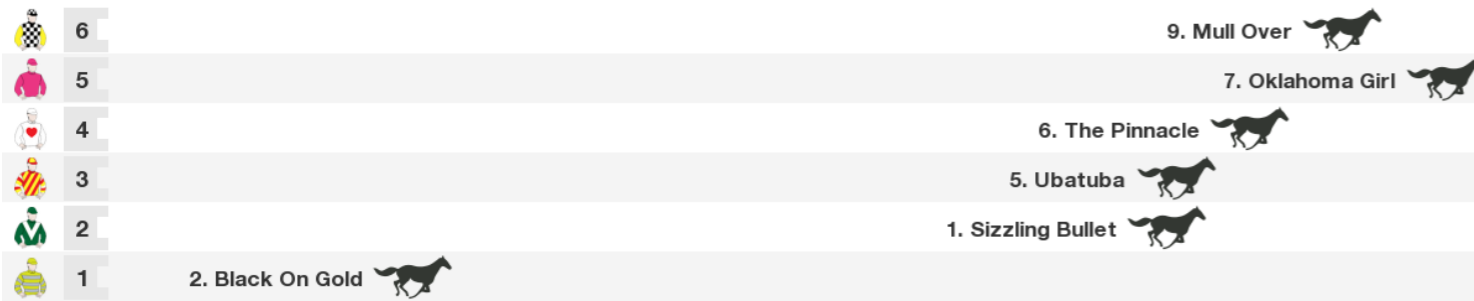 6 9. Mull Over
5 7. Oklahoma Girl
4 6. The Pinnacle
3 5. Ubatuba
2 1. Sizzling Bullet
1 2. Black On Gold